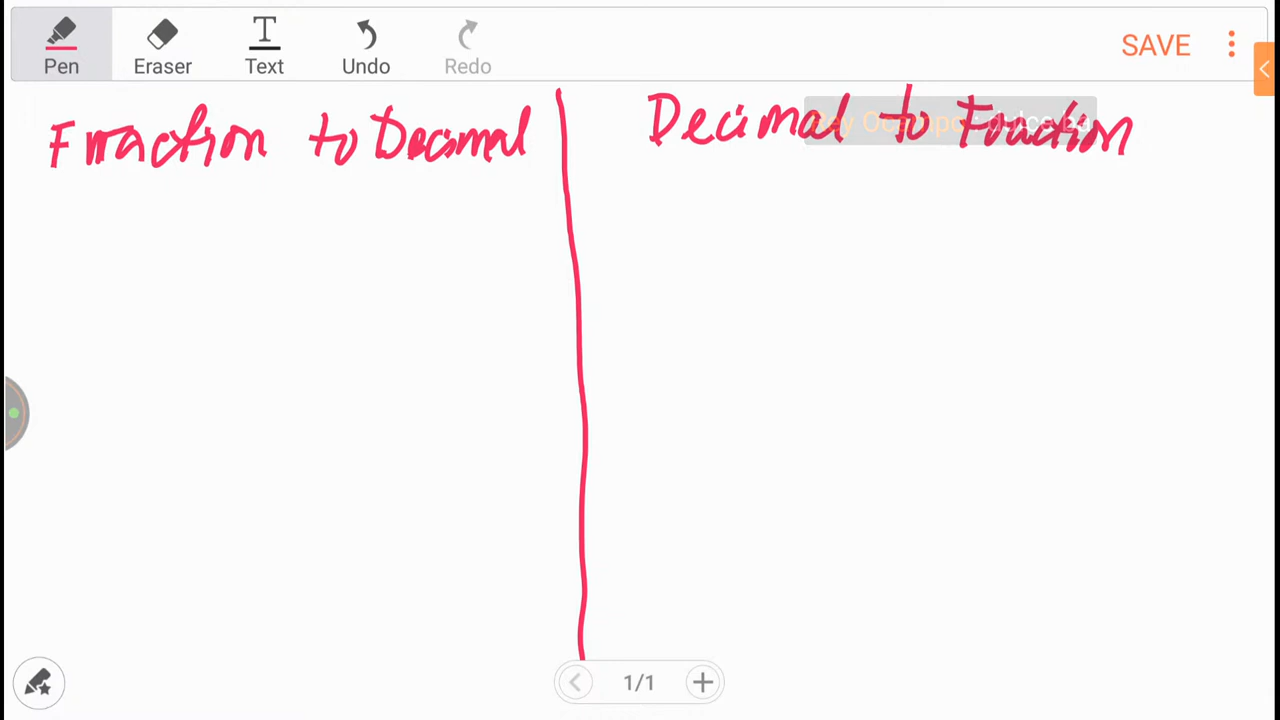 Pen Eraser Text Undo Redo SAVE
Fraction to Decimal
Decimal to Fraction
1/1